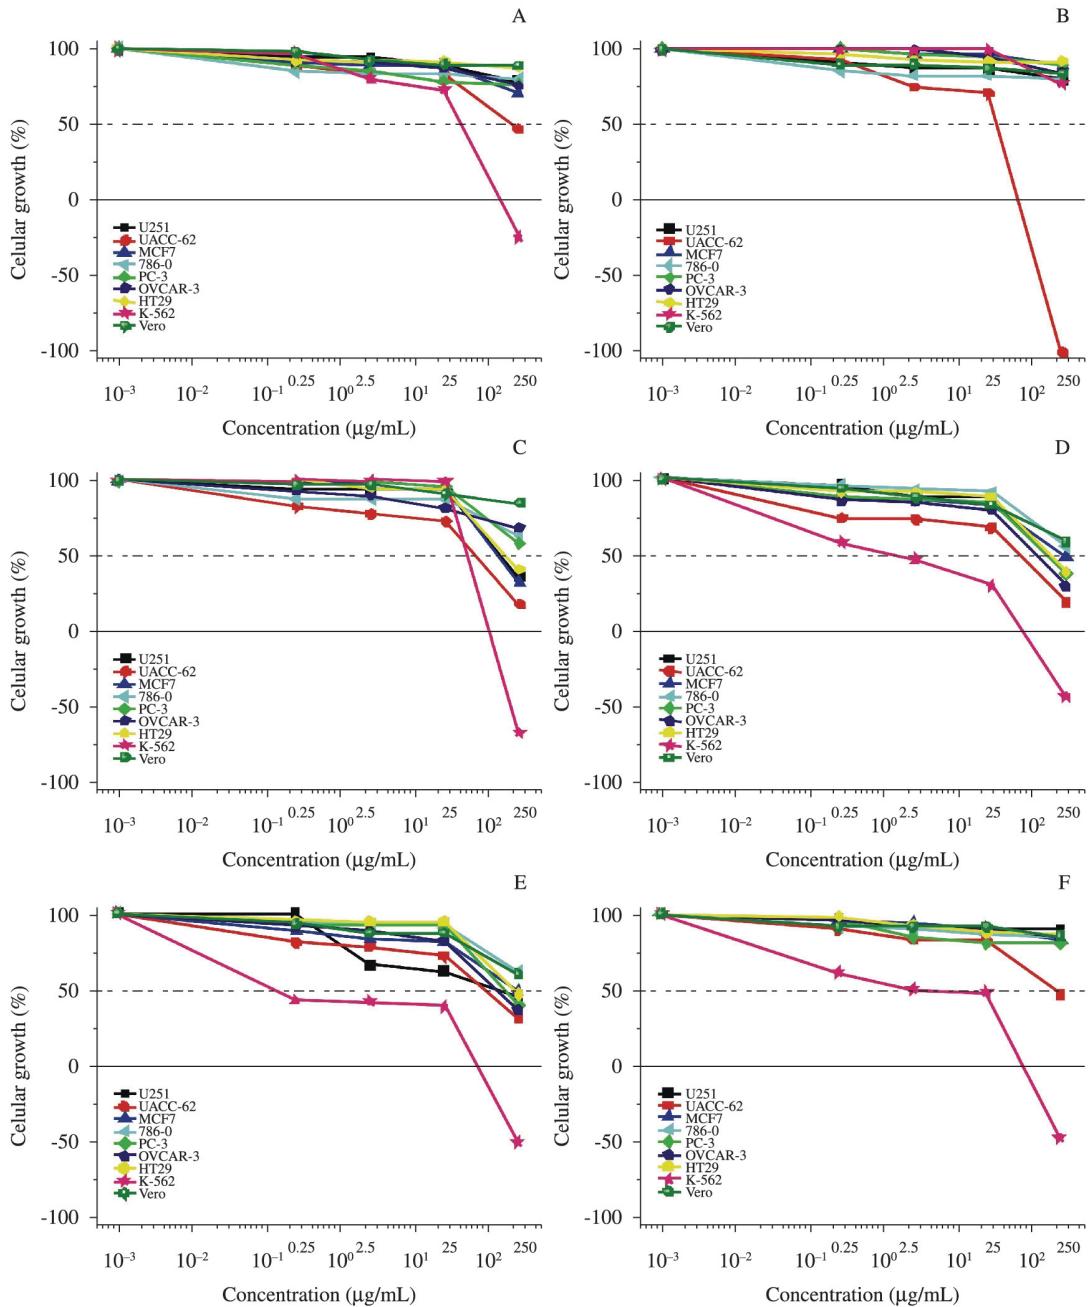 A
100
50
0
-50
-100
Celular growth (%)
U251
UACC-62
MCF7
786-0
PC-3
OVCAR-3
HT29
K-562
Vero
10⁻³ 10⁻² 10⁻¹ 0.25 10⁰ 2.5 10¹ 25 10² 250
Concentration (µg/mL)
B
100
50
0
-50
-100
Celular growth (%)
U251
UACC-62
MCF7
786-0
PC-3
OVCAR-3
HT29
K-562
Vero
10⁻³ 10⁻² 10⁻¹ 0.25 10⁰ 2.5 10¹ 25 10² 250
Concentration (µg/mL)
C
100
50
0
-50
-100
Celular growth (%)
U251
UACC-62
MCF7
786-0
PC-3
OVCAR-3
HT29
K-562
Vero
10⁻³ 10⁻² 10⁻¹ 0.25 10⁰ 2.5 10¹ 25 10² 250
Concentration (µg/mL)
D
100
50
0
-50
-100
Celular growth (%)
U251
UACC-62
MCF7
786-0
PC-3
OVCAR-3
HT29
K-562
Vero
10⁻³ 10⁻² 10⁻¹ 0.25 10⁰ 2.5 10¹ 25 10² 250
Concentration (µg/mL)
E
100
50
0
-50
-100
Celular growth (%)
U251
UACC-62
MCF7
786-0
PC-3
OVCAR-3
HT29
K-562
Vero
10⁻³ 10⁻² 10⁻¹ 0.25 10⁰ 2.5 10¹ 25 10² 250
Concentration (µg/mL)
F
100
50
0
-50
-100
Celular growth (%)
U251
UACC-62
MCF7
786-0
PC-3
OVCAR-3
HT29
K-562
Vero
10⁻³ 10⁻² 10⁻¹ 0.25 10⁰ 2.5 10¹ 25 10² 250
Concentration (µg/mL)